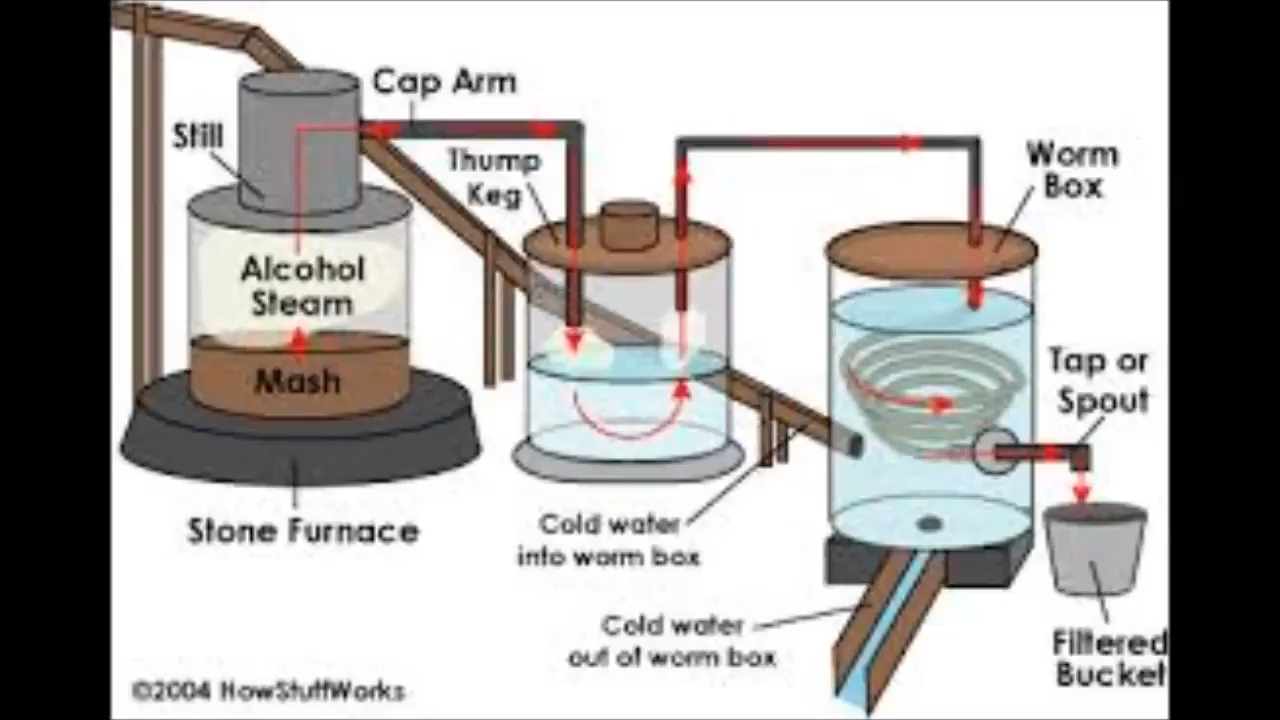 Cap Arm
Still
Thump
Keg
Worm
Box
Alcohol
Steam
Mash
Tap or
Spout
Stone Furnace
Cold water
into worm box
Cold water
out of worm box
Filtered
Bucket
©2004 HowStuffWorks